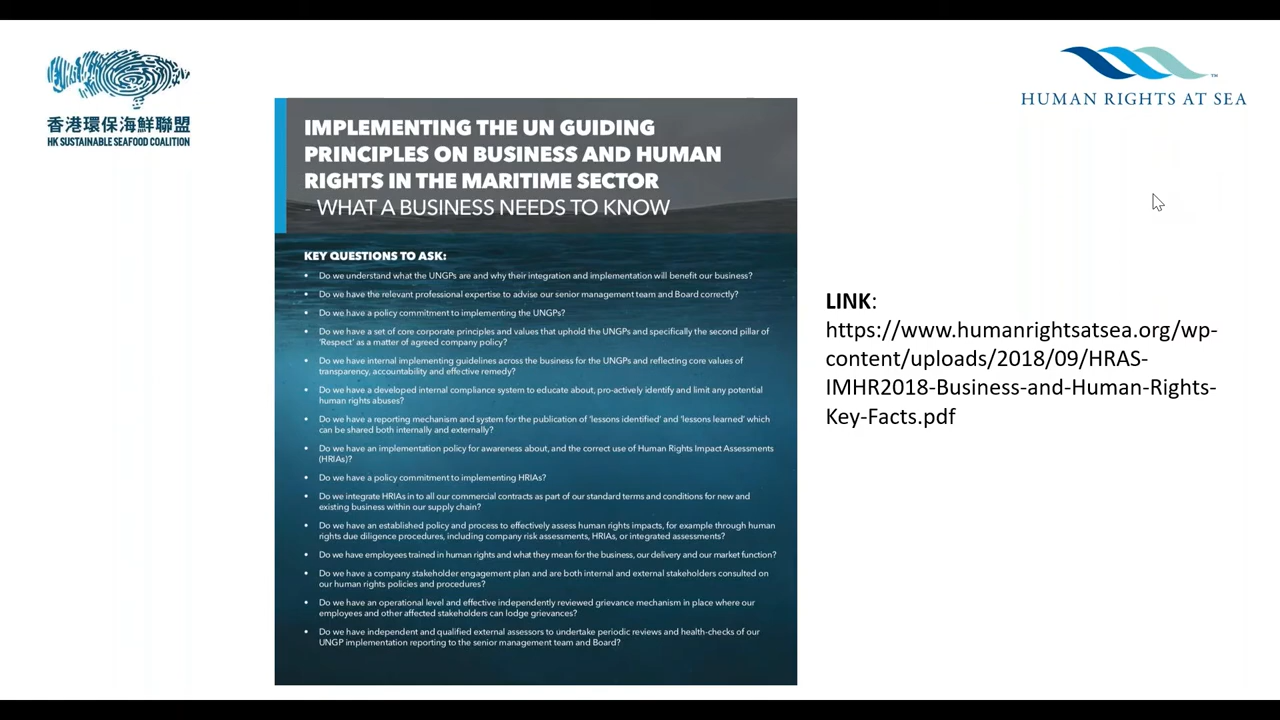 香港環保海鮮聯盟
HK SUSTAINABLE SEAFOOD COALITION
HUMAN RIGHTS AT SEA
™
IMPLEMENTING THE UN GUIDING
PRINCIPLES ON BUSINESS AND HUMAN
RIGHTS IN THE MARITIME SECTOR
- WHAT A BUSINESS NEEDS TO KNOW
KEY QUESTIONS TO ASK:
• Do we understand what the UNGPs are and why their integration and implementation will benefit our business?
• Do we have the relevant professional expertise to advise our senior management team and Board correctly?
• Do we have a policy commitment to implementing the UNGPs?
• Do we have a set of core corporate principles and values that uphold the UNGPs and specifically the second pillar of
'Respect' as a matter of agreed company policy?
• Do we have internal implementing guidelines across the business for the UNGPs and reflecting core values of
transparency, accountability and effective remedy?
• Do we have a developed internal compliance system to educate about, pro-actively identify and limit any potential
human rights abuses?
• Do we have a reporting mechanism and system for the publication of 'lessons identified' and 'lessons learned' which
can be shared both internally and externally?
• Do we have an implementation policy for awareness about, and the correct use of Human Rights Impact Assessments
(HRIAs)?
• Do we have a policy commitment to implementing HRIAs?
• Do we integrate HRIAs in to all our commercial contracts as part of our standard terms and conditions for new and
existing business within our supply chain?
• Do we have an established policy and process to effectively assess human rights impacts, for example through human
rights due diligence procedures, including company risk assessments, HRIAs, or integrated assessments?
• Do we have employees trained in human rights and what they mean for the business, our delivery and our market function?
• Do we have a company stakeholder engagement plan and are both internal and external stakeholders consulted on
our human rights policies and procedures?
• Do we have an operational level and effective independently reviewed grievance mechanism in place where our
employees and other affected stakeholders can lodge grievances?
• Do we have independent and qualified external assessors to undertake periodic reviews and health-checks of our
UNGP implementation reporting to the senior management team and Board?
LINK:
https://www.humanrightsatsea.org/wp-
content/uploads/2018/09/HRAS-
IMHR2018-Business-and-Human-Rights-
Key-Facts.pdf